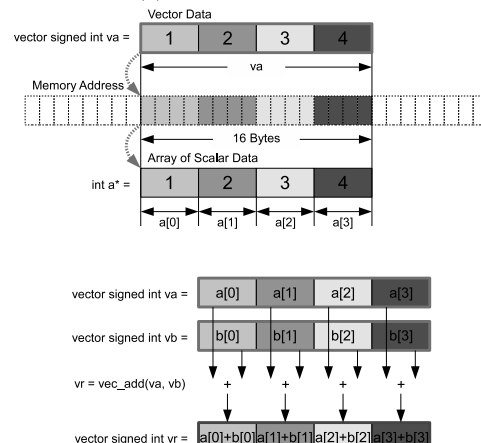 Vector Data
vector signed int va = 1 2 3 4
va
Memory Address
16 Bytes
Array of Scalar Data
int a* = 1 2 3 4
a[0] a[1] a[2] a[3]
vector signed int va = a[0] a[1] a[2] a[3]
vector signed int vb = b[0] b[1] b[2] b[3]
vr = vec_add(va, vb) + + + +
vector signed int vr = a[0]+b[0] a[1]+b[1] a[2]+b[2] a[3]+b[3]